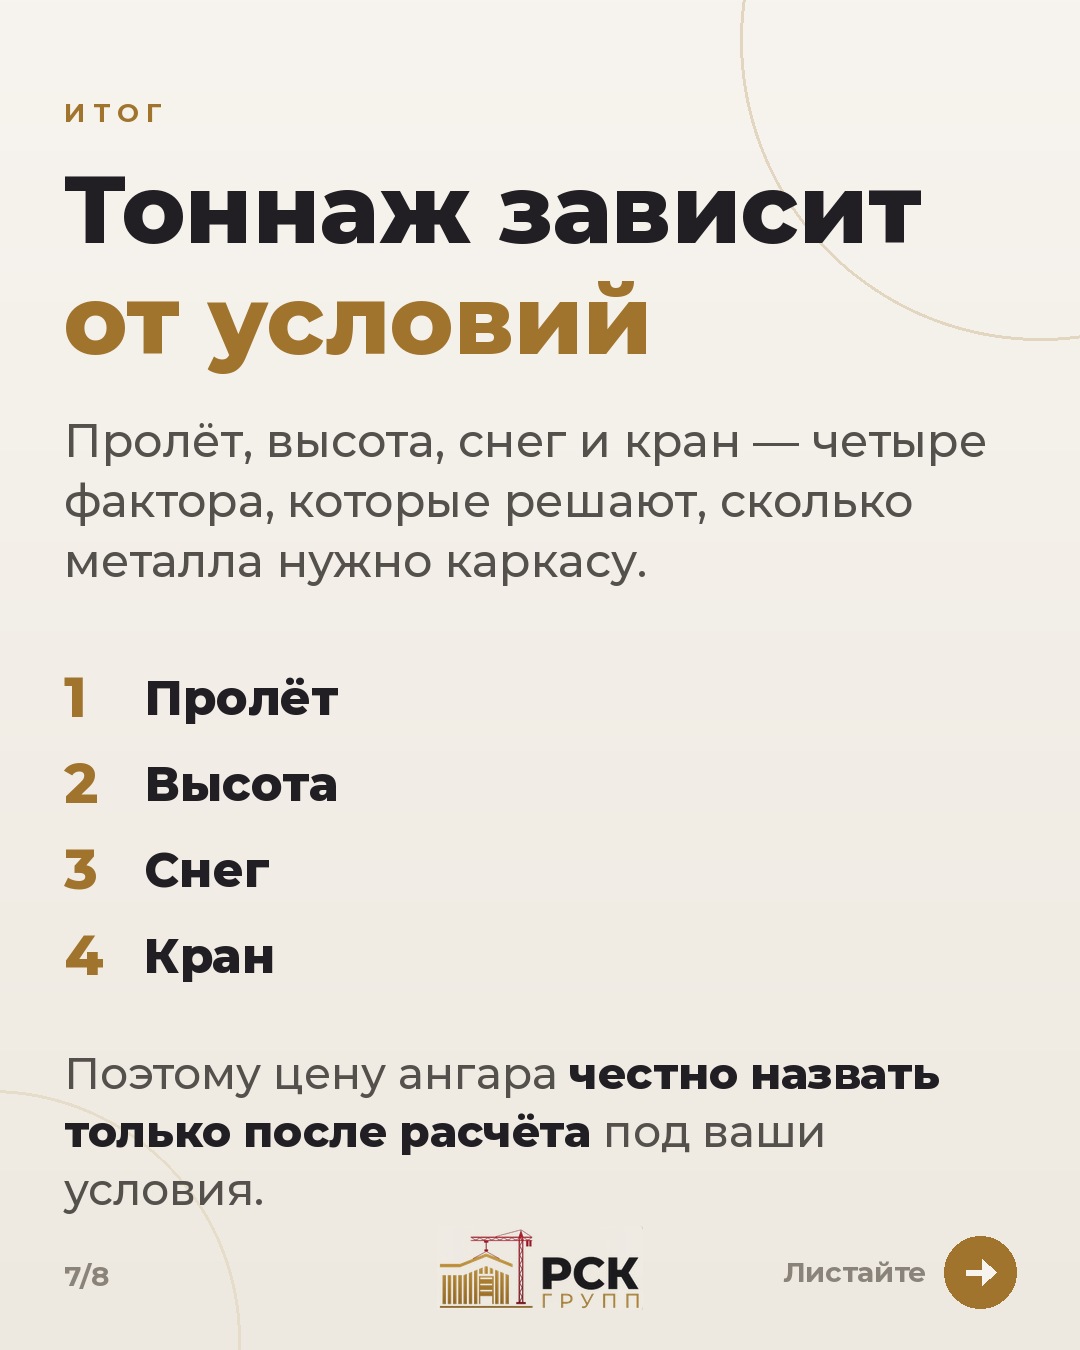 ИТОГ
Тоннаж зависит
от условий
Пролёт, высота, снег и кран — четыре
фактора, которые решают, сколько
металла нужно каркасу.
1 Пролёт
2 Высота
3 Снег
4 Кран
Поэтому цену ангара честно назвать
только после расчёта под ваши
условия.
7/8
РСК
ГРУПП
Листайте